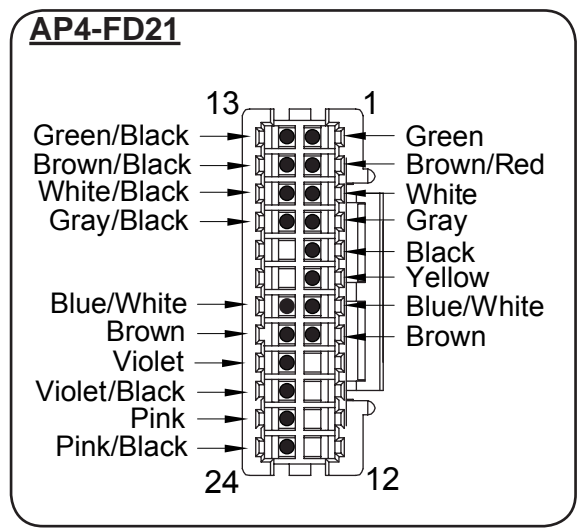 AP4-FD21
13 1
Green/Black Green
Brown/Black Brown/Red
White/Black White
Gray/Black Gray
Black
Yellow
Blue/White Blue/White
Brown Brown
Violet
Violet/Black
Pink
Pink/Black
24 12